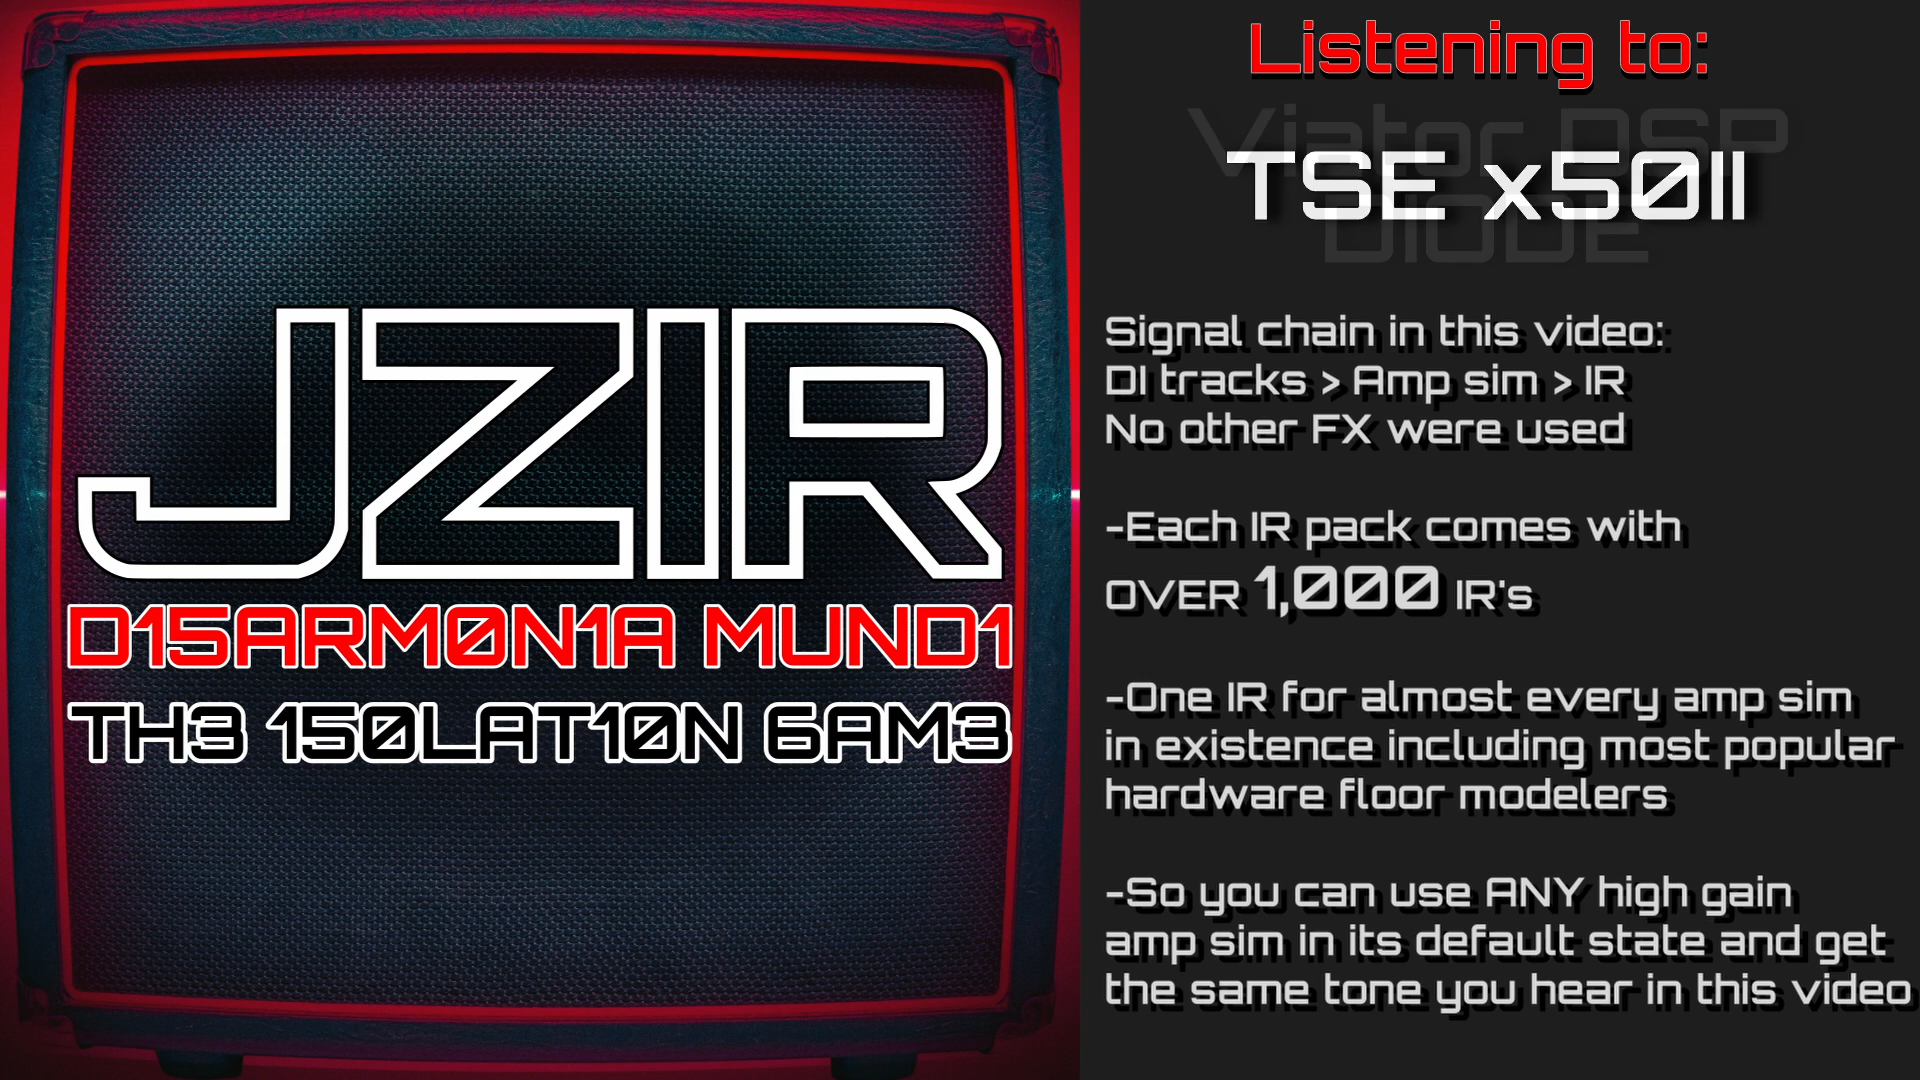 JZIR
D15ARM0N1A MUND1
TH3 150LAT10N 6AM3
Listening to:
Viator DSP
DIODE
TSE x50II
Signal chain in this video:
DI tracks > Amp sim > IR
No other FX were used
-Each IR pack comes with
OVER 1,000 IR's
-One IR for almost every amp sim
in existence including most popular
hardware floor modelers
-So you can use ANY high gain
amp sim in its default state and get
the same tone you hear in this video